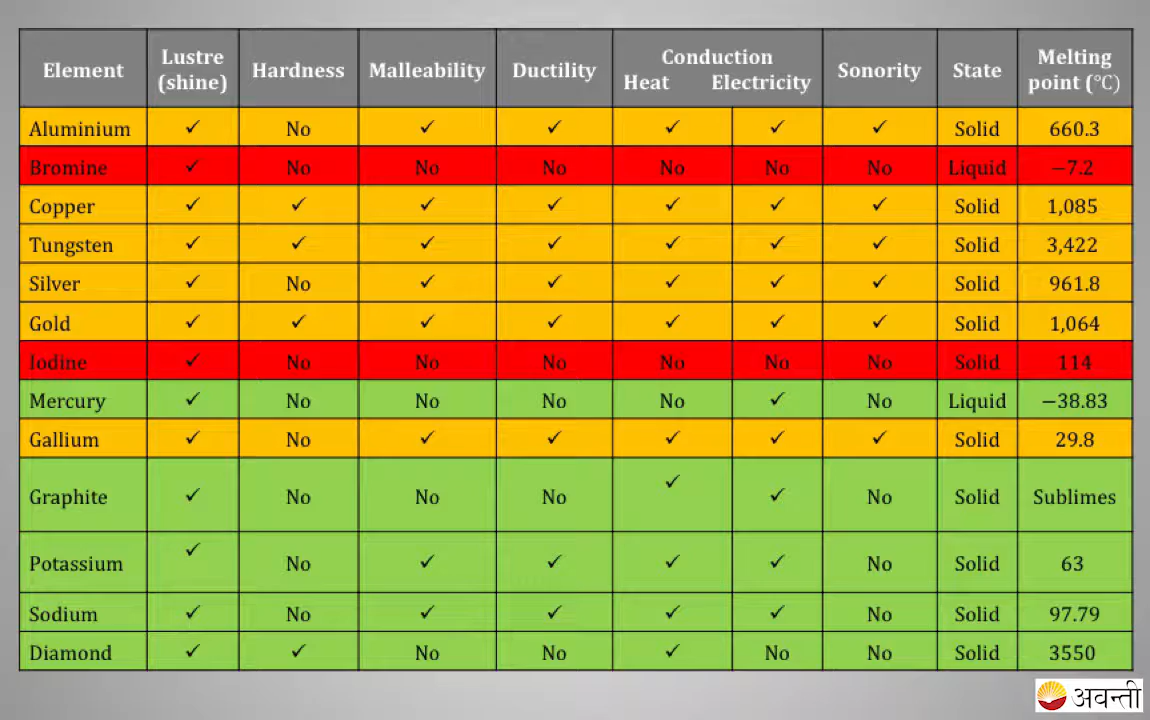 Element Lustre (shine) Hardness Malleability Ductility Conduction Heat Electricity Sonority State Melting point (°C)
Aluminium ✓ No ✓ ✓ ✓ ✓ ✓ Solid 660.3
Bromine ✓ No No No No No No Liquid −7.2
Copper ✓ ✓ ✓ ✓ ✓ ✓ ✓ Solid 1,085
Tungsten ✓ ✓ ✓ ✓ ✓ ✓ ✓ Solid 3,422
Silver ✓ No ✓ ✓ ✓ ✓ ✓ Solid 961.8
Gold ✓ ✓ ✓ ✓ ✓ ✓ ✓ Solid 1,064
Iodine ✓ No No No No No No Solid 114
Mercury ✓ No No No No ✓ No Liquid −38.83
Gallium ✓ No ✓ ✓ ✓ ✓ ✓ Solid 29.8
Graphite ✓ No No No ✓ ✓ No Solid Sublimes
Potassium ✓ No ✓ ✓ ✓ ✓ No Solid 63
Sodium ✓ No ✓ ✓ ✓ ✓ No Solid 97.79
Diamond ✓ ✓ No No ✓ No No Solid 3550
अवन्ती